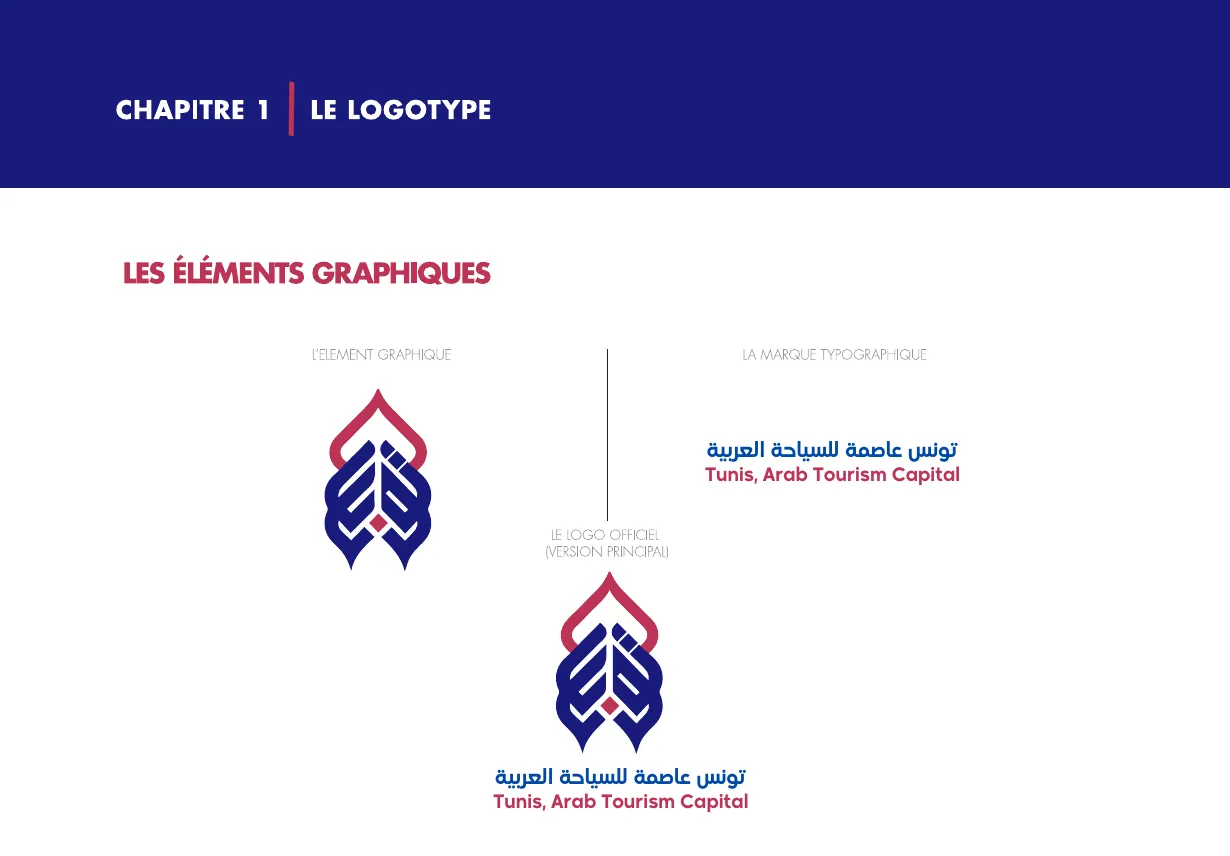 CHAPITRE 1 | LE LOGOTYPE
LES ÉLÉMENTS GRAPHIQUES
L'ELEMENT GRAPHIQUE
LA MARQUE TYPOGRAPHIQUE
تونس عاصمة للسياحة العربية
Tunis, Arab Tourism Capital
LE LOGO OFFICIEL
(VERSION PRINCIPAL)
تونس عاصمة للسياحة العربية
Tunis, Arab Tourism Capital